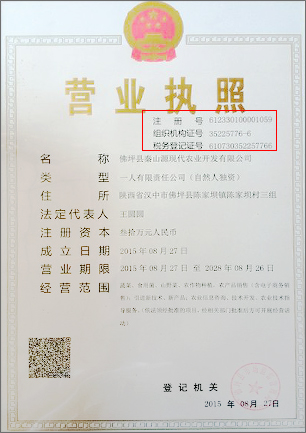 营业执照
注册号 612330100001059
组织机构证号 35225776-6
税务登记证号 610730352257766
名称 佛坪县秦山源现代农业开发有限公司
类型 一人有限责任公司（自然人独资）
住所 陕西省汉中市佛坪县陈家坝镇陈家坝村三组
法定代表人 王园园
注册资本 叁拾万元人民币
成立日期 2015年08月27日
营业期限 2015年08月27日至2028年08月26日
经营范围
登记机关
2015年08月27日